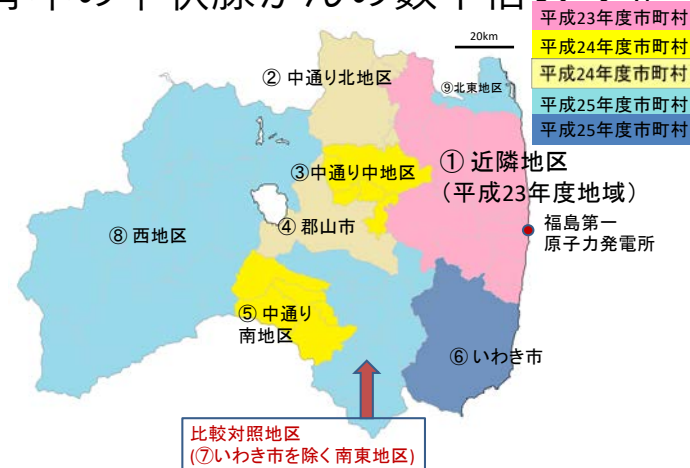 平成23年度市町村
平成24年度市町村
平成24年度市町村
平成25年度市町村
平成25年度市町村
20km
② 中通り北地区
⑨北東地区
③中通り中地区
① 近隣地区
（平成23年度地域）
福島第一
原子力発電所
④ 郡山市
⑧ 西地区
⑤ 中通り
南地区
⑥ いわき市
比較対照地区
(⑦いわき市を除く南東地区)